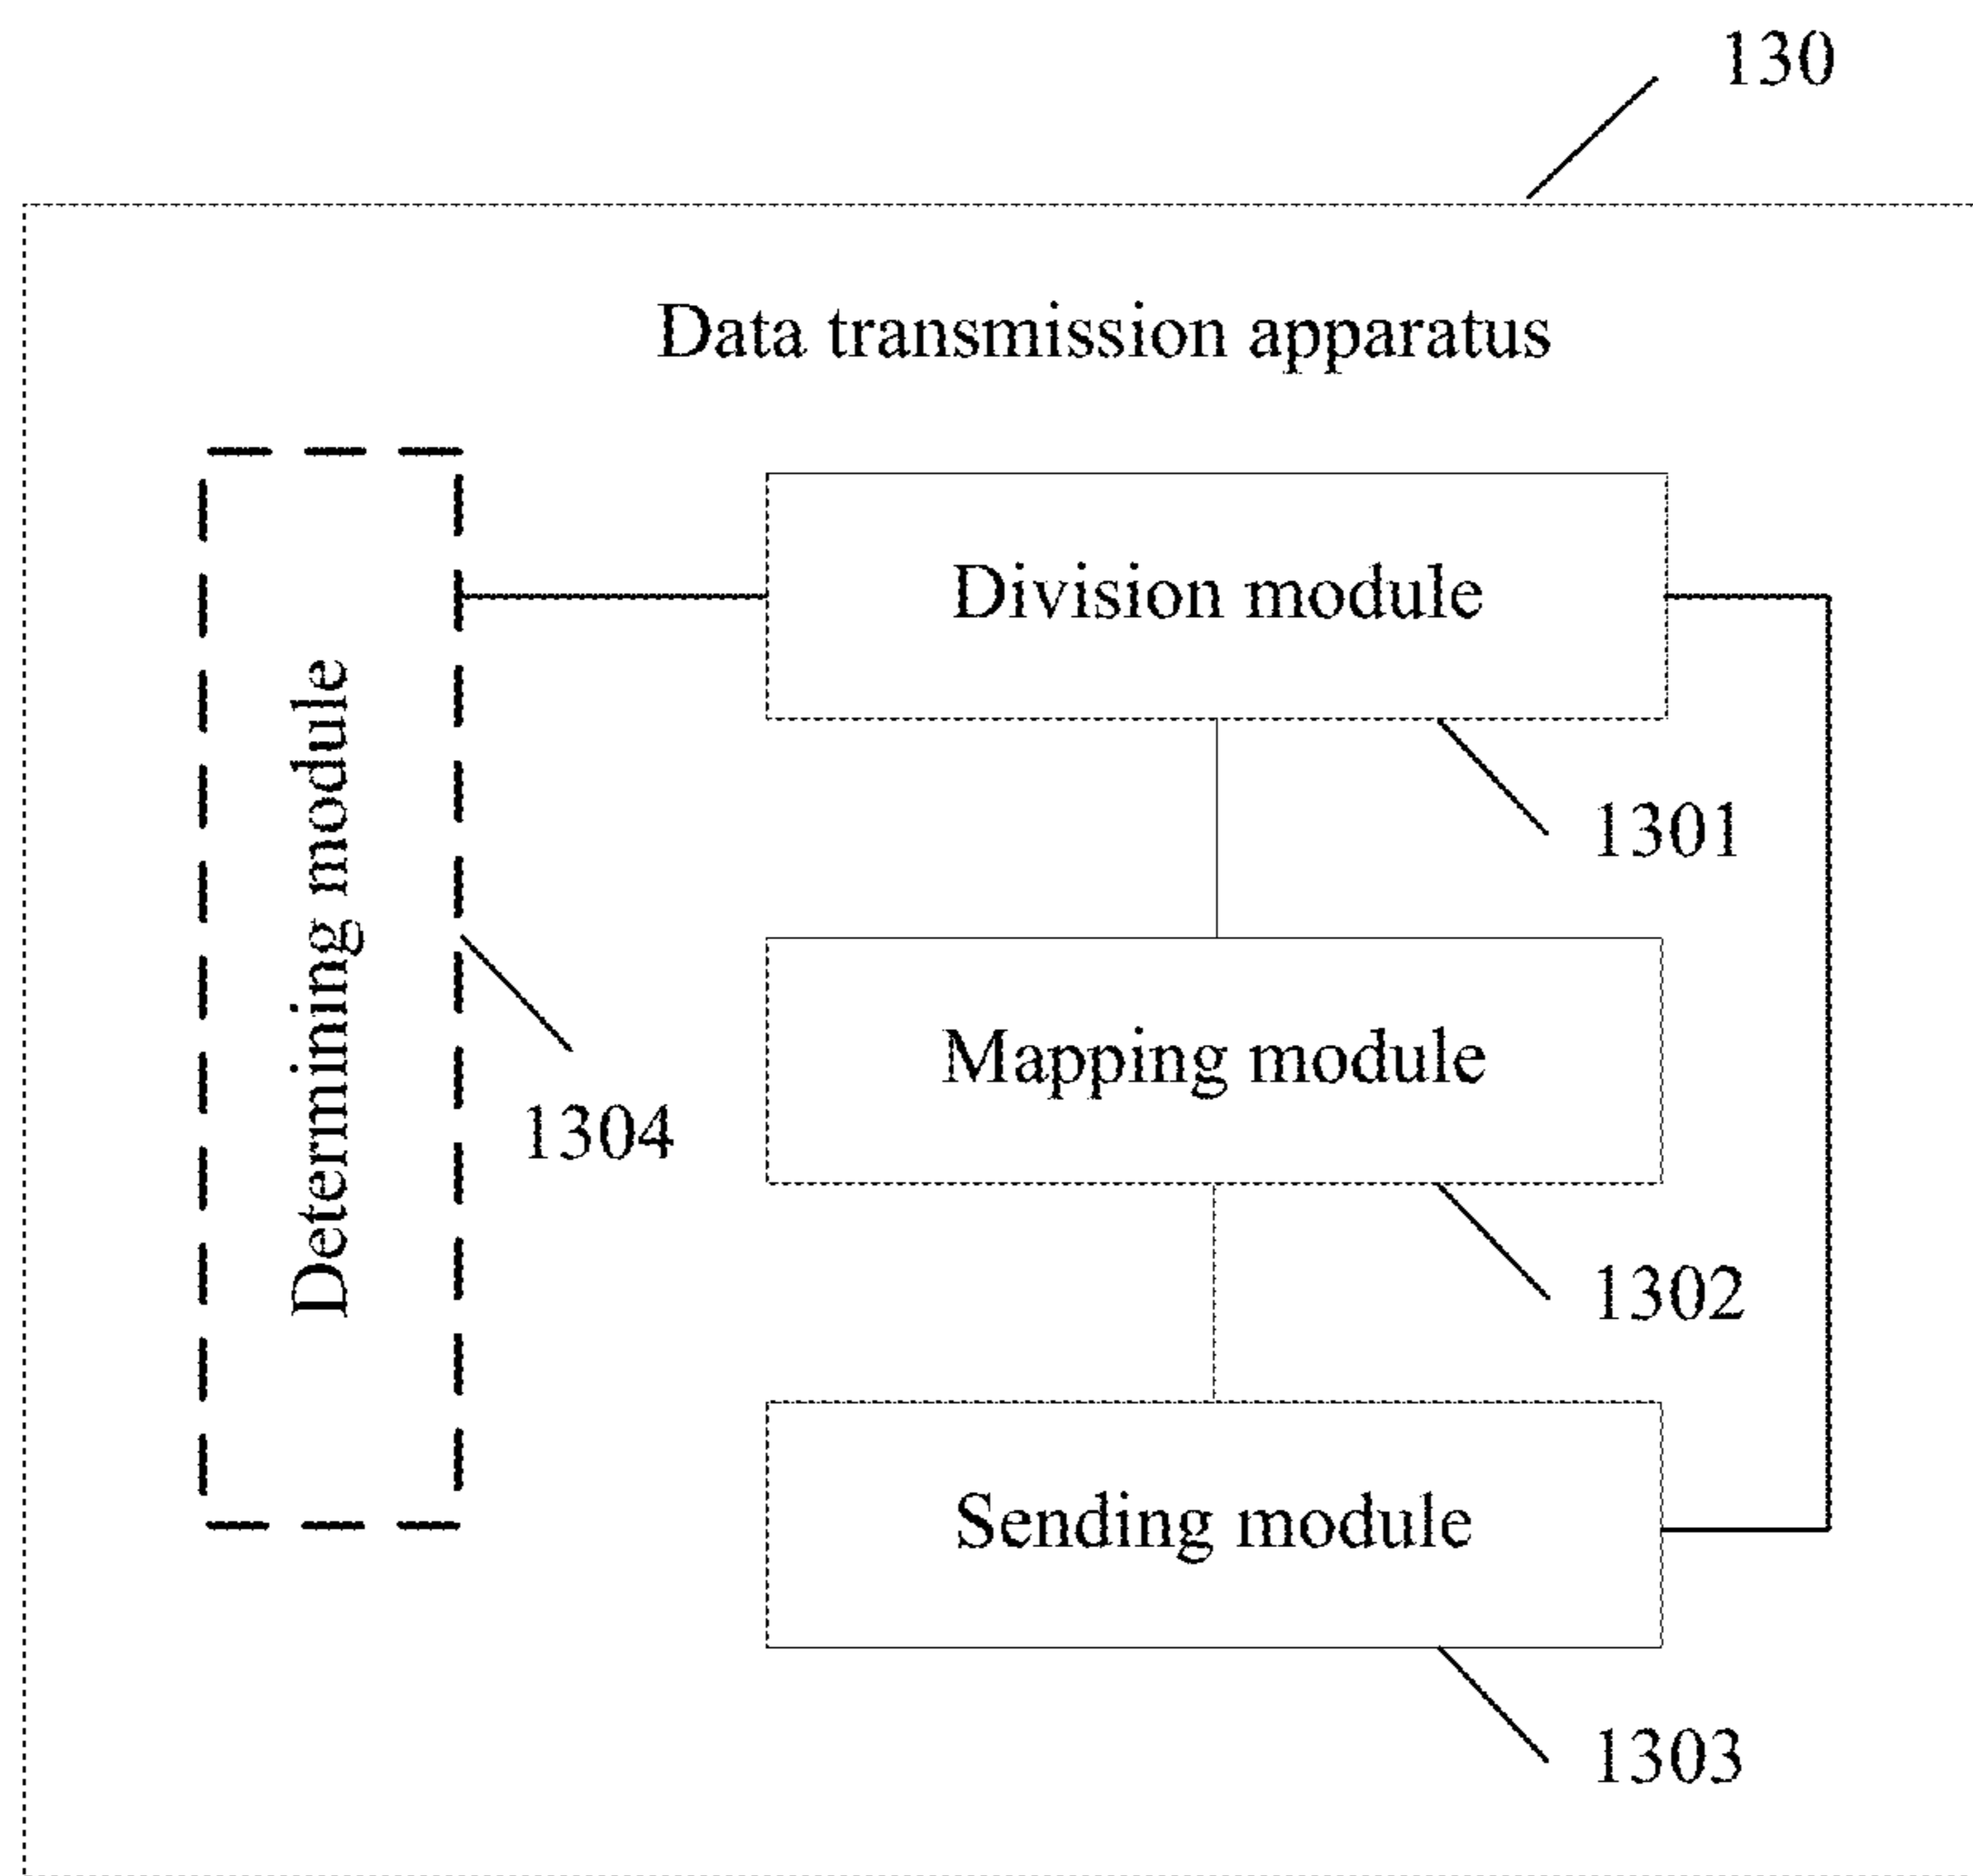 130
Data transmission apparatus
Division module
1301
Determining module
Mapping module
1304
1302
Sending module
1303